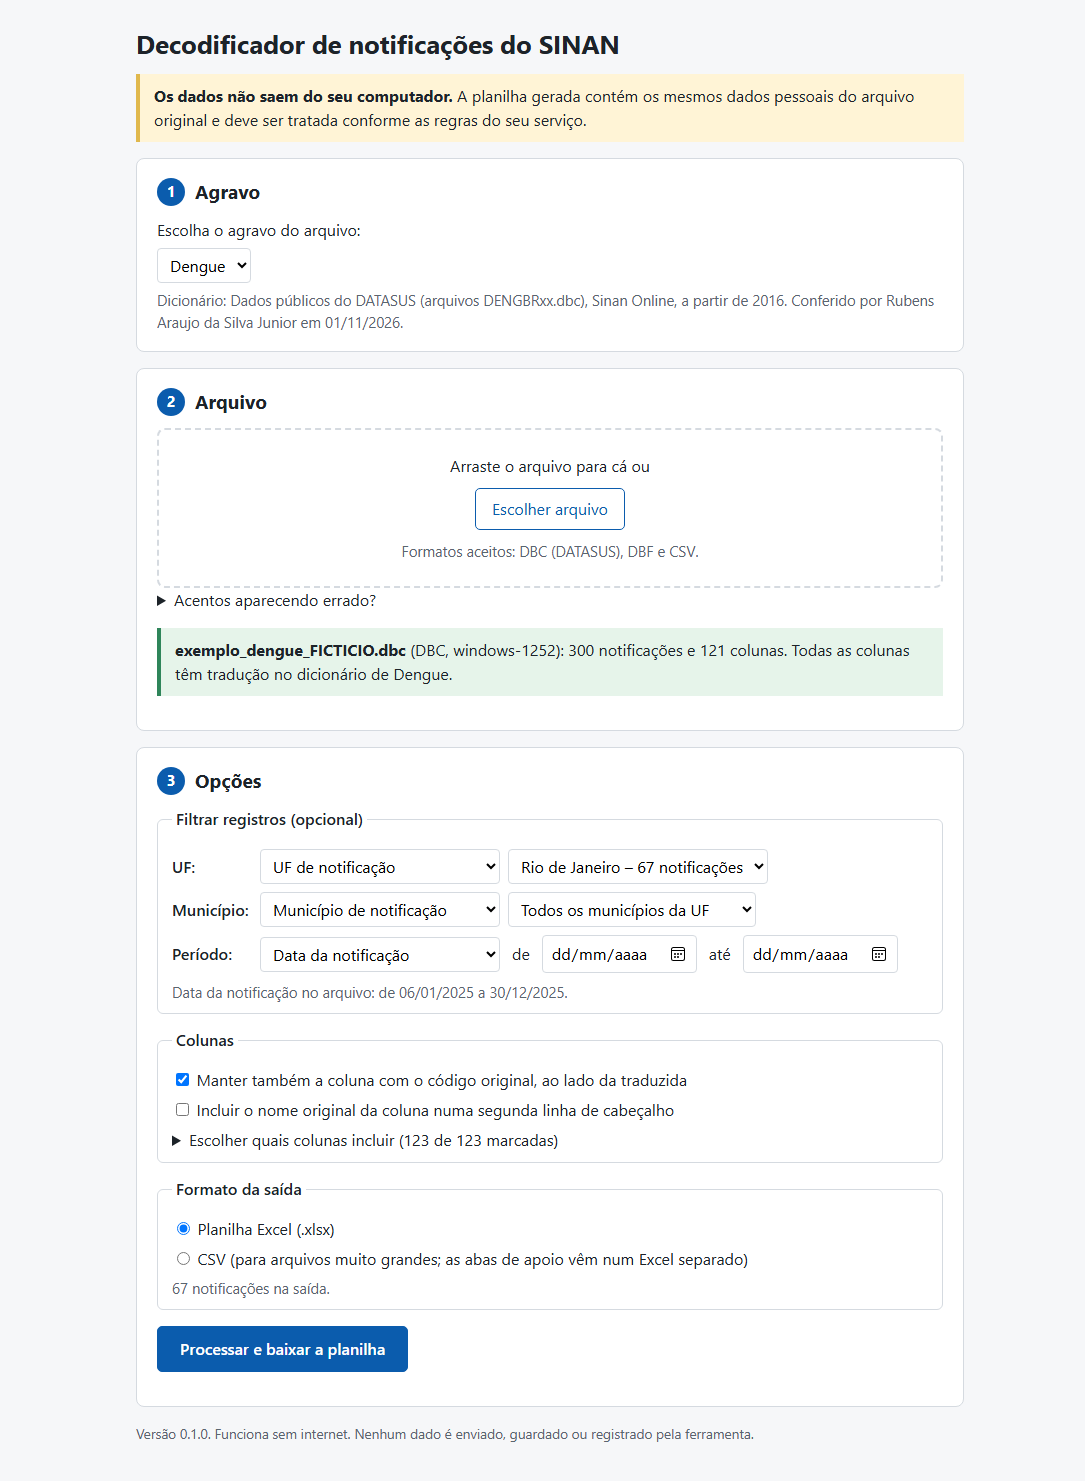 Decodificador de notificações do SINAN
Os dados não saem do seu computador. A planilha gerada contém os mesmos dados pessoais do arquivo
original e deve ser tratada conforme as regras do seu serviço.
1 Agravo
Escolha o agravo do arquivo:
Dengue
Dicionário: Dados públicos do DATASUS (arquivos DENGBRxx.dbc), Sinan Online, a partir de 2016. Conferido por Rubens
Araujo da Silva Junior em 01/11/2026.
2 Arquivo
Arraste o arquivo para cá ou
Escolher arquivo
Formatos aceitos: DBC (DATASUS), DBF e CSV.
Acentos aparecendo errado?
exemplo_dengue_FICTICIO.dbc (DBC, windows-1252): 300 notificações e 121 colunas. Todas as colunas
têm tradução no dicionário de Dengue.
3 Opções
Filtrar registros (opcional)
UF: UF de notificação Rio de Janeiro – 67 notificações
Município: Município de notificação Todos os municípios da UF
Período: Data da notificação de dd/mm/aaaa até dd/mm/aaaa
Data da notificação no arquivo: de 06/01/2025 a 30/12/2025.
Colunas
Manter também a coluna com o código original, ao lado da traduzida
Incluir o nome original da coluna numa segunda linha de cabeçalho
Escolher quais colunas incluir (123 de 123 marcadas)
Formato da saída
Planilha Excel (.xlsx)
CSV (para arquivos muito grandes; as abas de apoio vêm num Excel separado)
67 notificações na saída.
Processar e baixar a planilha
Versão 0.1.0. Funciona sem internet. Nenhum dado é enviado, guardado ou registrado pela ferramenta.